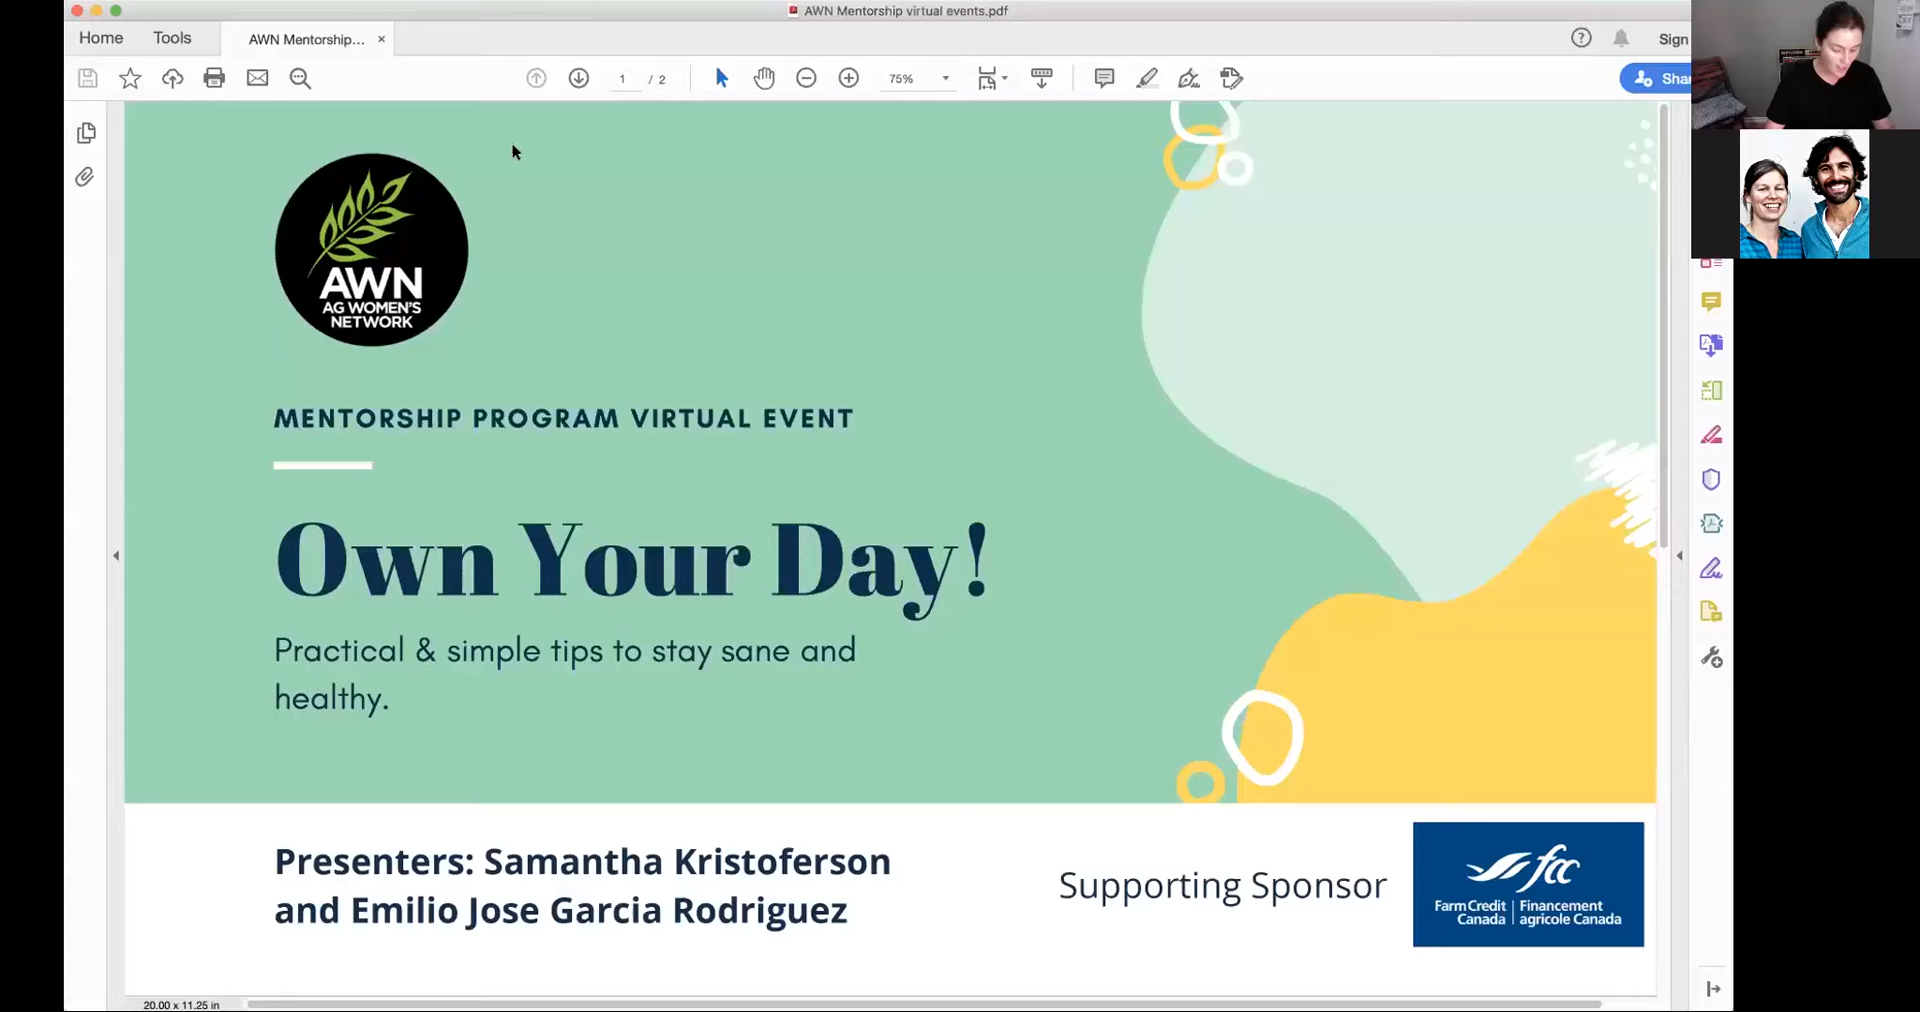 AWN Mentorship virtual events.pdf
Home
Tools
AWN Mentorship...
×
Sign
1
/ 2
75%
Shar
AWN
AG WOMEN'S
NETWORK
MENTORSHIP PROGRAM VIRTUAL EVENT
Own Your Day!
Practical & simple tips to stay sane and
healthy.
Presenters: Samantha Kristoferson
and Emilio Jose Garcia Rodriguez
Supporting Sponsor
fcc
Farm Credit Canada
Financement agricole Canada
20.00 x 11.25 in